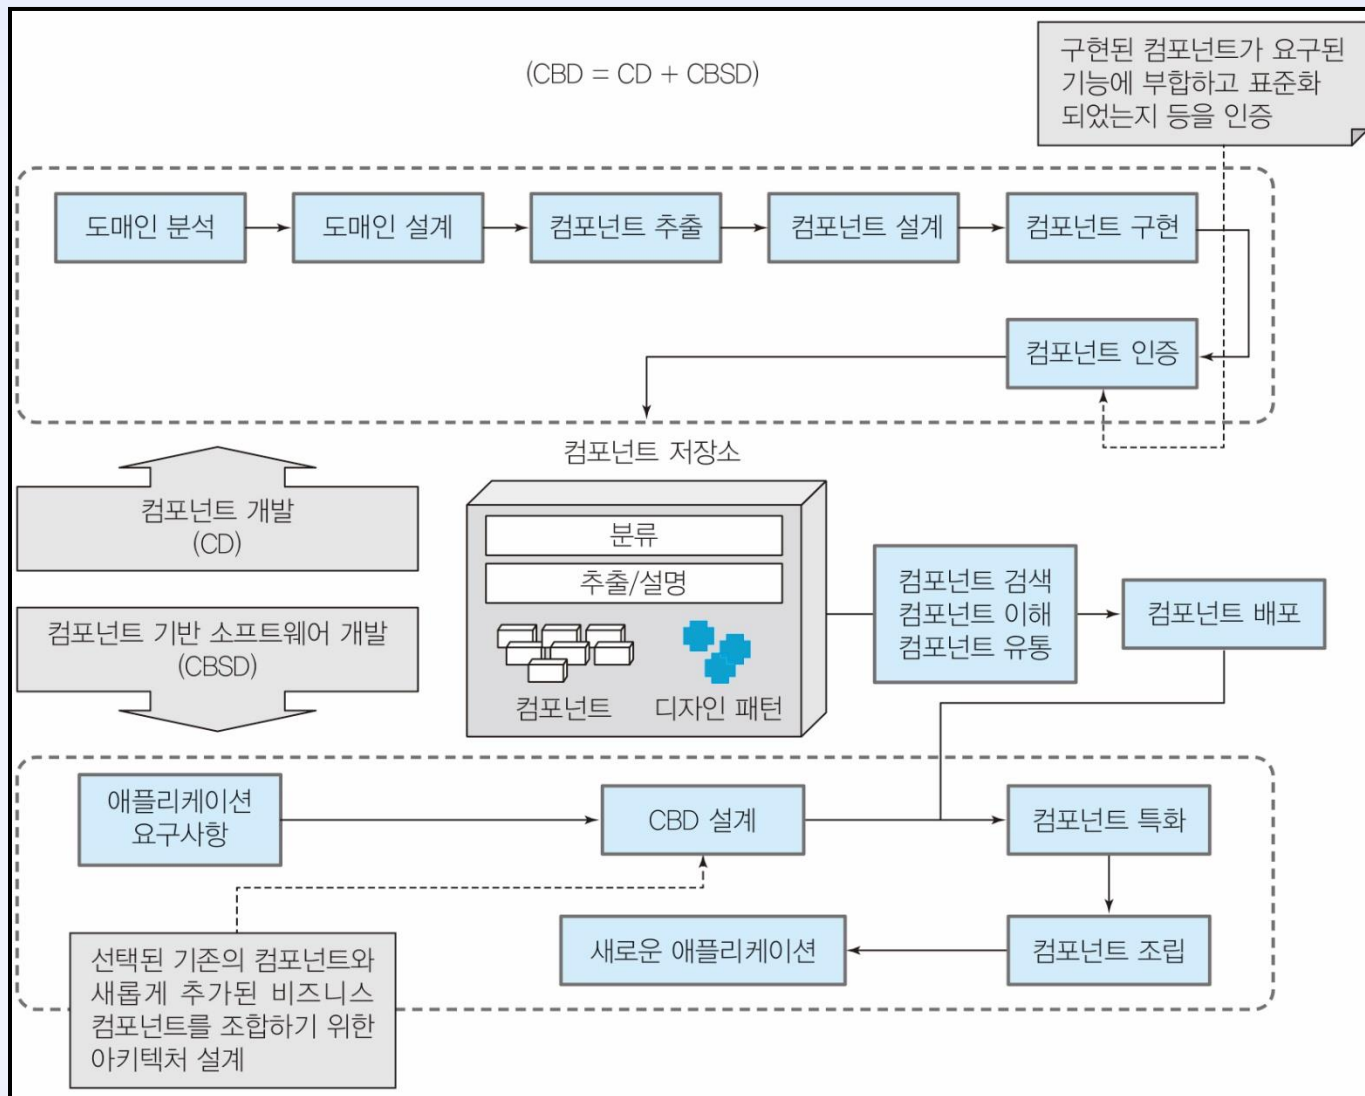 (CBD = CD + CBSD)
구현된 컴포넌트가 요구된
기능에 부합하고 표준화
되었는지 등을 인증
도매인 분석
도매인 설계
컴포넌트 추출
컴포넌트 설계
컴포넌트 구현
컴포넌트 인증
컴포넌트 저장소
컴포넌트 개발
(CD)
분류
추출/설명
컴포넌트
디자인 패턴
컴포넌트 검색
컴포넌트 이해
컴포넌트 유통
컴포넌트 배포
컴포넌트 기반 소프트웨어 개발
(CBSD)
애플리케이션
요구사항
CBD 설계
컴포넌트 특화
새로운 애플리케이션
컴포넌트 조립
선택된 기존의 컴포넌트와
새롭게 추가된 비즈니스
컴포넌트를 조합하기 위한
아키텍처 설계